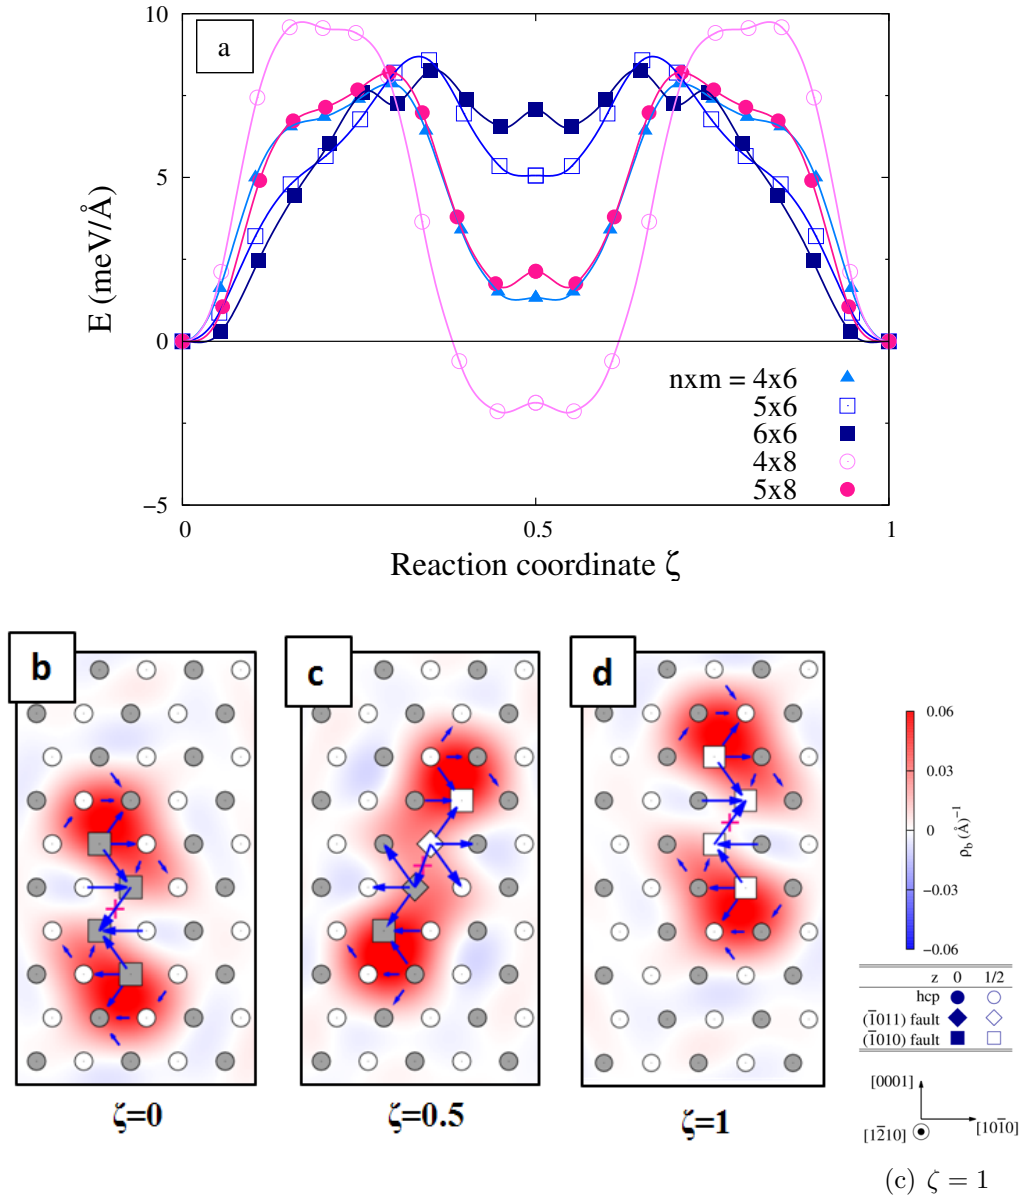 a
10
5
0
−5
E (meV/Å)
nxm = 4x6
5x6
6x6
4x8
5x8
0
0.5
1
Reaction coordinate ζ
b
c
d
ζ=0
ζ=0.5
ζ=1
0.06
0.03
0
−0.03
−0.06
ρb (Å)−1
z 0 1/2
hcp
(1̅011) fault
(1̅010) fault
[0001]
[12̅10]
[101̅0]
(c) ζ = 1